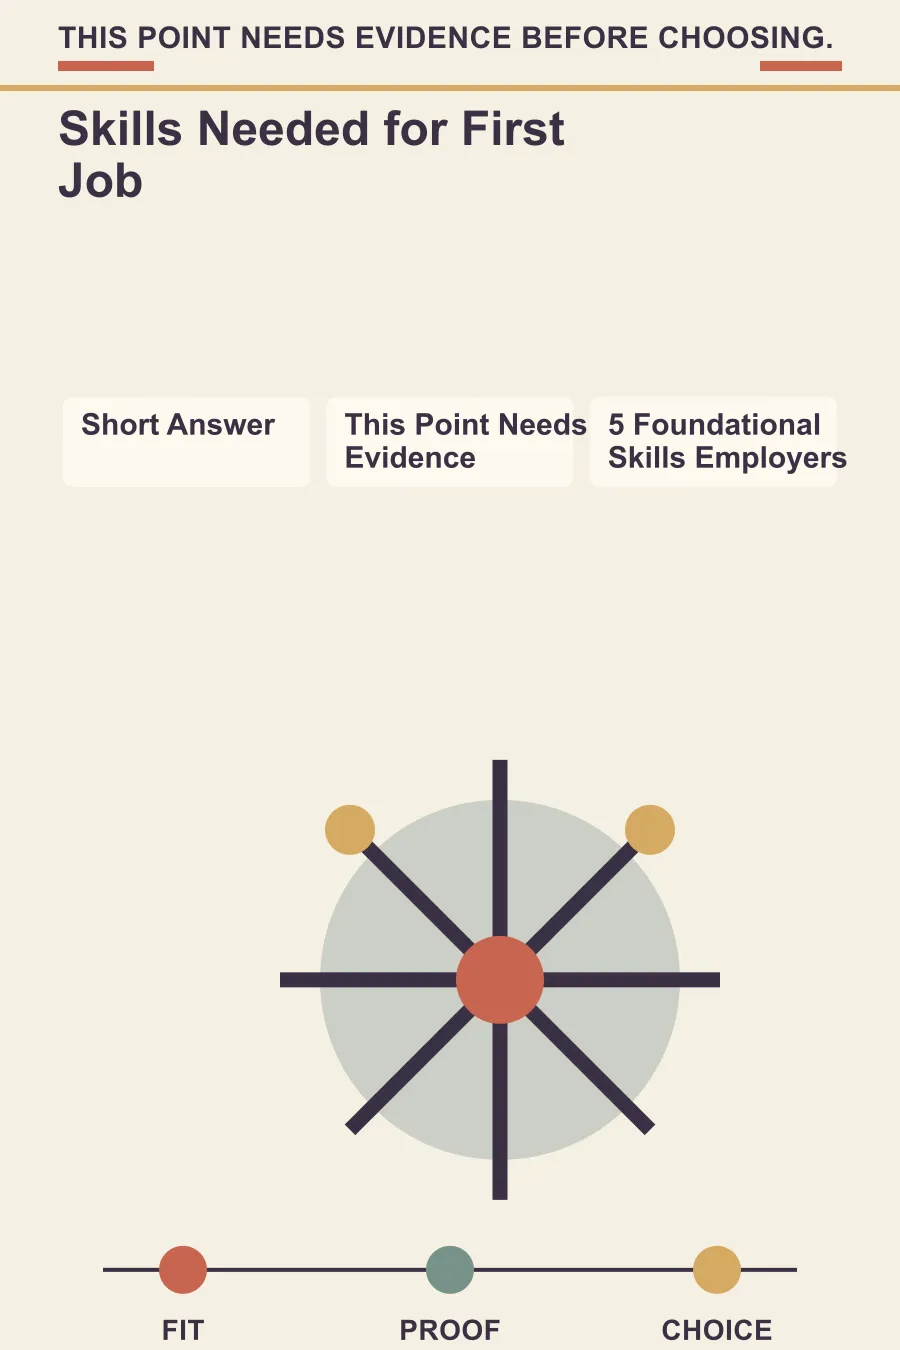 THIS POINT NEEDS EVIDENCE BEFORE CHOOSING.
Skills Needed for First
Job
Short Answer
This Point Needs
Evidence
5 Foundational
Skills Employers
FIT
PROOF
CHOICE